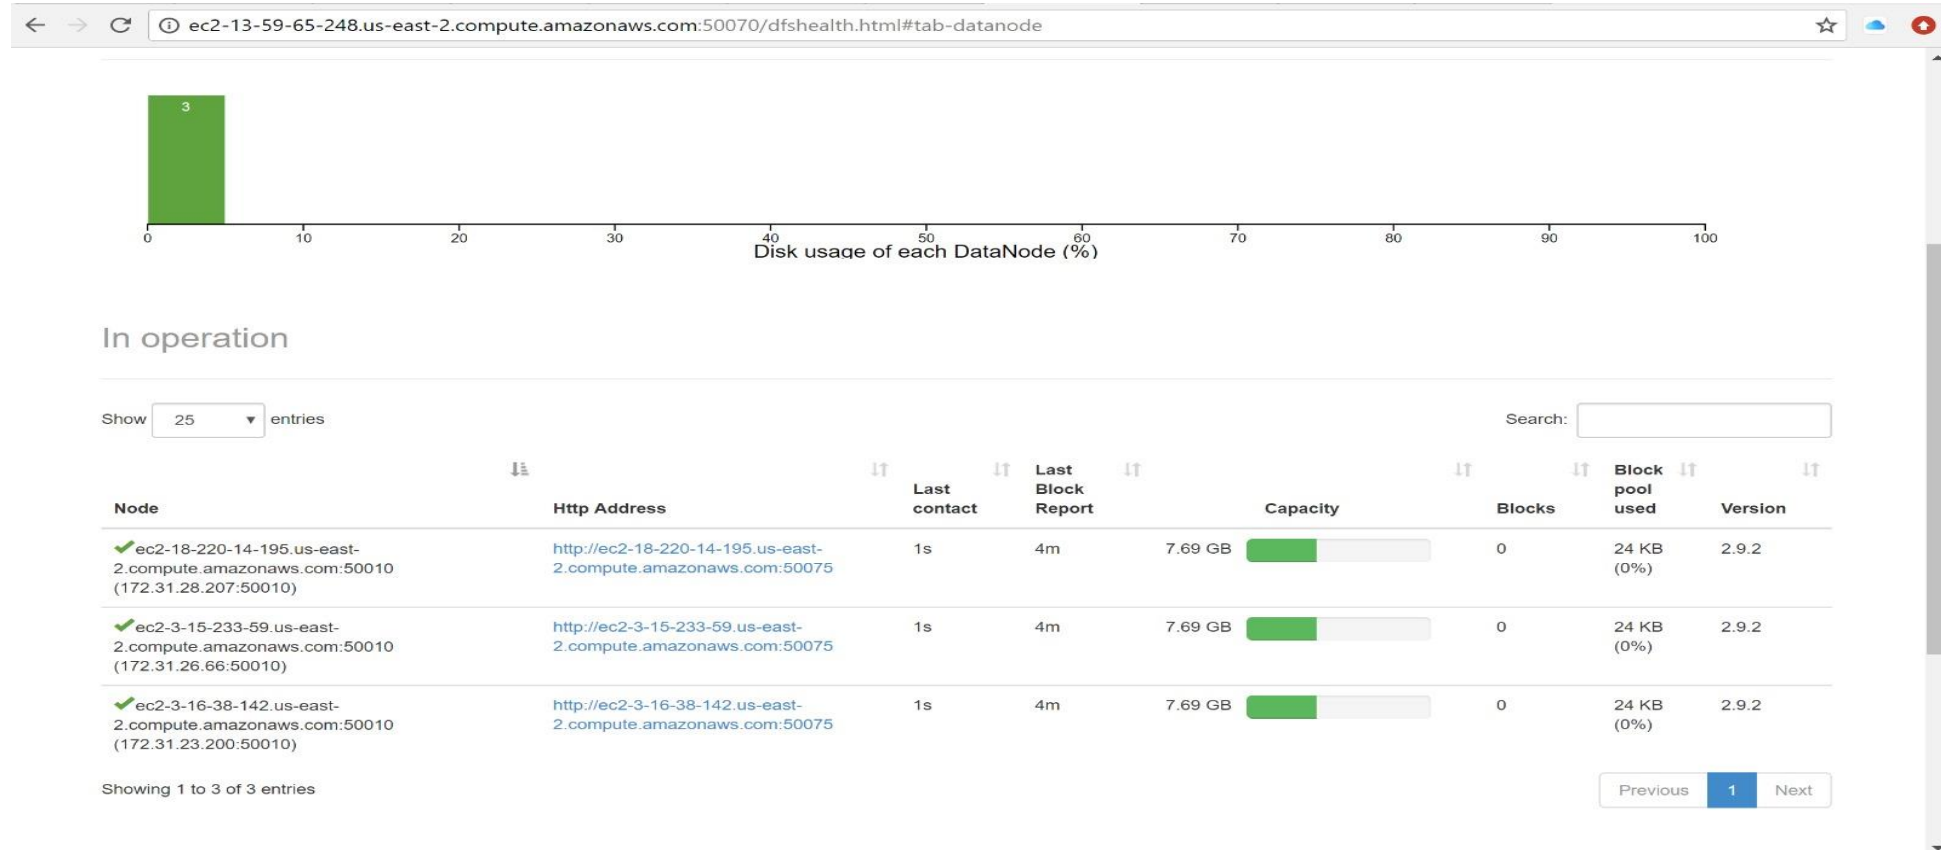 ec2-13-59-65-248.us-east-2.compute.amazonaws.com:50070/dfshealth.html#tab-datanode
3
0 10 20 30 40 50 60 70 80 90 100
Disk usage of each DataNode (%)
In operation
Show 25 entries
Search:
Node Http Address Last contact Last Block Report Capacity Blocks Block pool used Version
ec2-18-220-14-195.us-east-
2.compute.amazonaws.com:50010
(172.31.28.207:50010)
http://ec2-18-220-14-195.us-east-
2.compute.amazonaws.com:50075
1s
4m
7.69 GB
0
24 KB
(0%)
2.9.2
ec2-3-15-233-59.us-east-
2.compute.amazonaws.com:50010
(172.31.26.66:50010)
http://ec2-3-15-233-59.us-east-
2.compute.amazonaws.com:50075
1s
4m
7.69 GB
0
24 KB
(0%)
2.9.2
ec2-3-16-38-142.us-east-
2.compute.amazonaws.com:50010
(172.31.23.200:50010)
http://ec2-3-16-38-142.us-east-
2.compute.amazonaws.com:50075
1s
4m
7.69 GB
0
24 KB
(0%)
2.9.2
Showing 1 to 3 of 3 entries
Previous 1 Next